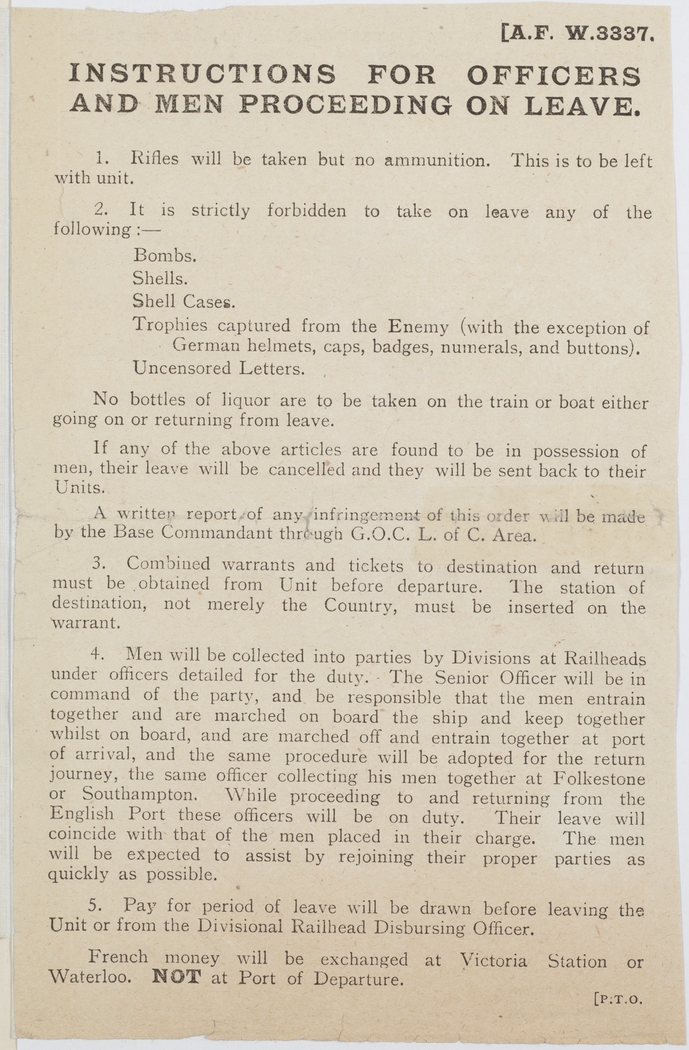 [A.F. W.3337.
INSTRUCTIONS FOR OFFICERS
AND MEN PROCEEDING ON LEAVE.
1. Rifles will be taken but no ammunition. This is to be left
with unit.
2. It is strictly forbidden to take on leave any of the
following :—
Bombs.
Shells.
Shell Cases.
Trophies captured from the Enemy (with the exception of
German helmets, caps, badges, numerals, and buttons).
Uncensored Letters.
No bottles of liquor are to be taken on the train or boat either
going on or returning from leave.
If any of the above articles are found to be in possession of
men, their leave will be cancelled and they will be sent back to their
Units.
A written report of any infringement of this order will be made
by the Base Commandant through G.O.C. L. of C. Area.
3. Combined warrants and tickets to destination and return
must be obtained from Unit before departure. The station of
destination, not merely the Country, must be inserted on the
warrant.
4. Men will be collected into parties by Divisions at Railheads
under officers detailed for the duty. The Senior Officer will be in
command of the party, and be responsible that the men entrain
together and are marched on board the ship and keep together
whilst on board, and are marched off and entrain together at port
of arrival, and the same procedure will be adopted for the return
journey, the same officer collecting his men together at Folkestone
or Southampton. While proceeding to and returning from the
English Port these officers will be on duty. Their leave will
coincide with that of the men placed in their charge. The men
will be expected to assist by rejoining their proper parties as
quickly as possible.
5. Pay for period of leave will be drawn before leaving the
Unit or from the Divisional Railhead Disbursing Officer.
French money will be exchanged at Victoria Station or
Waterloo. NOT at Port of Departure.
[P.T.O.